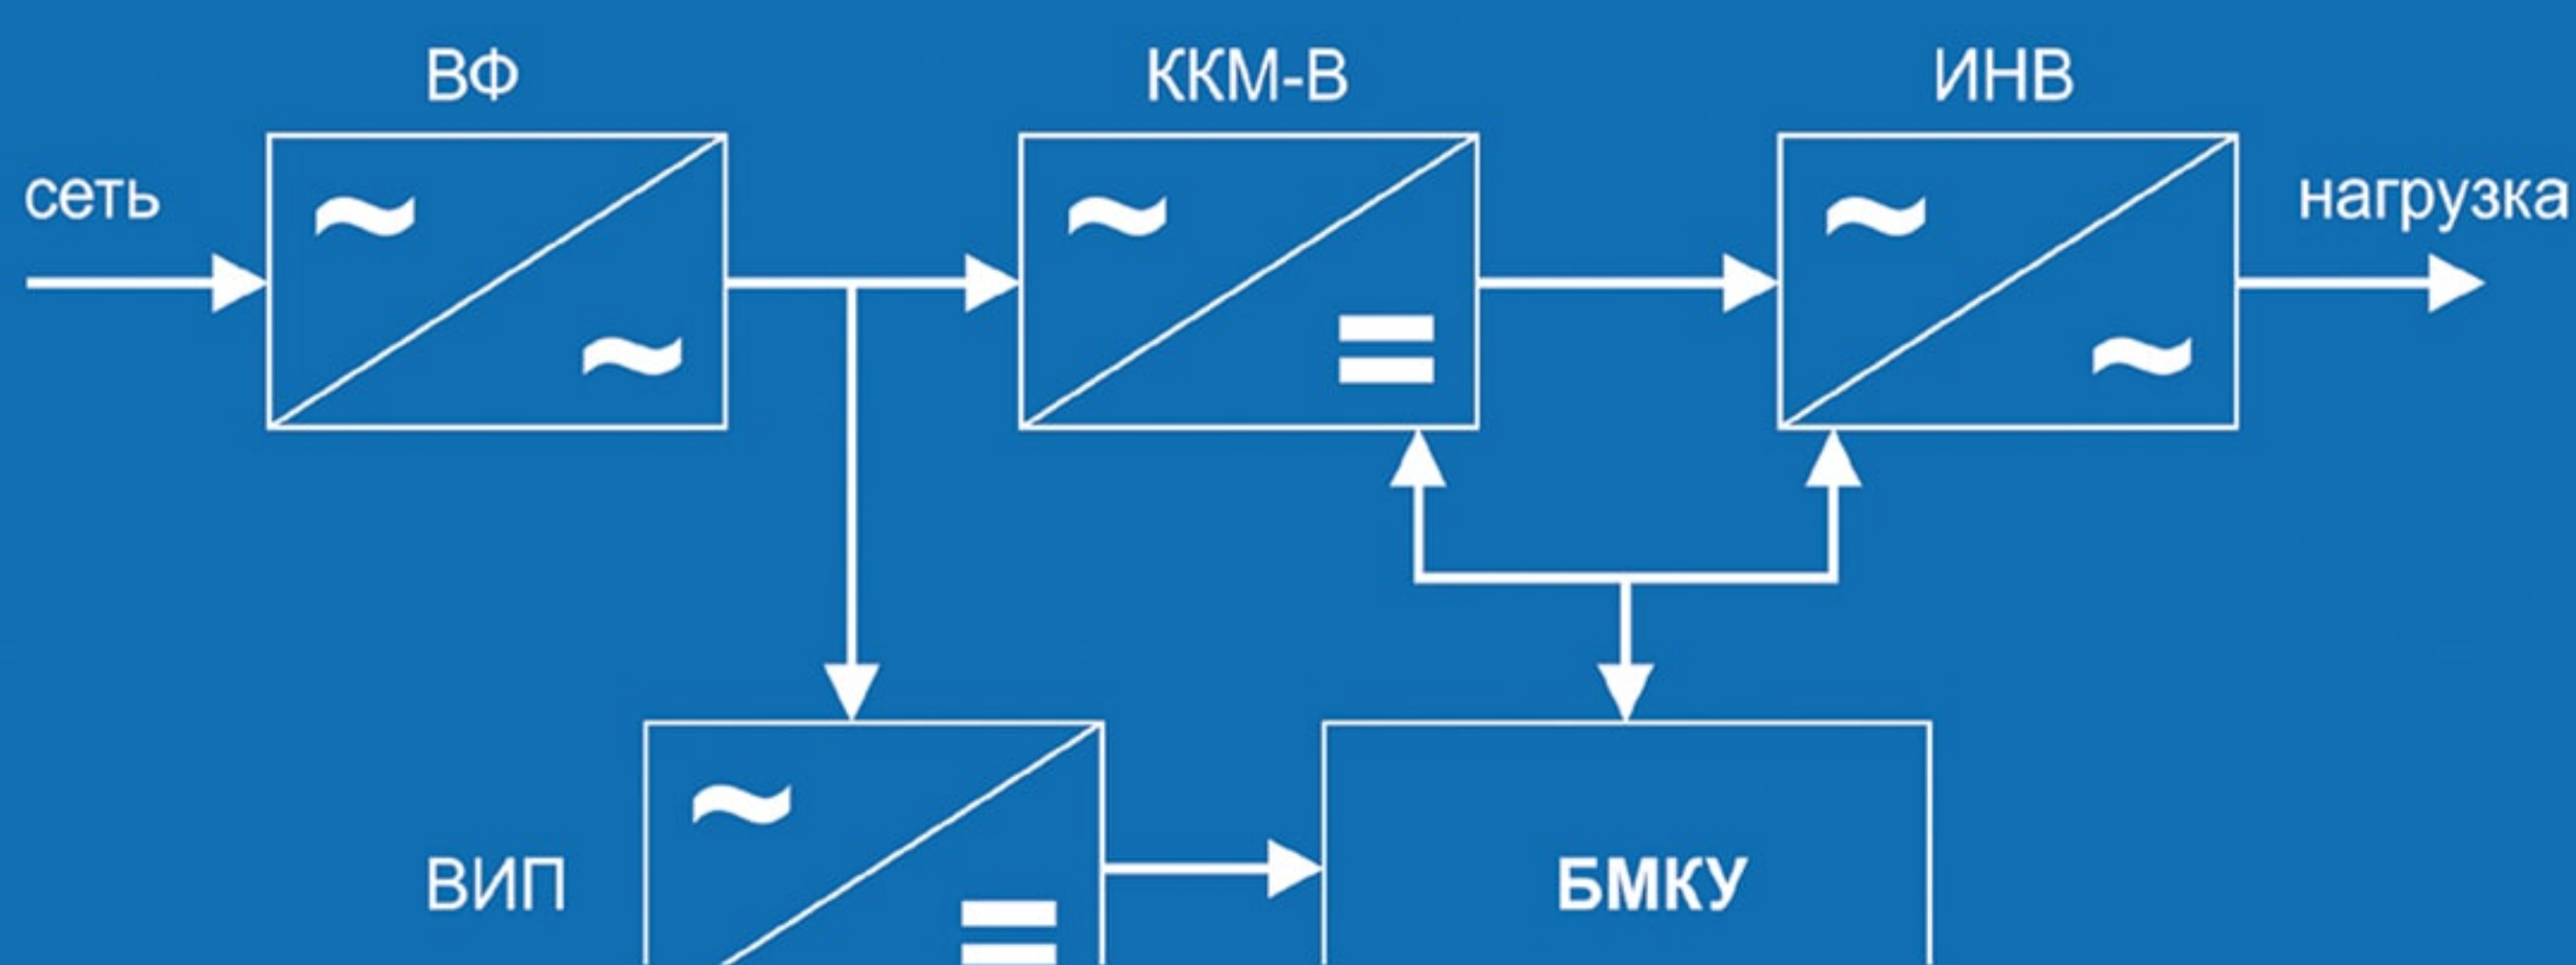 ВФ
ККМ-В
ИНВ
сеть
~
~
~
=
~
~
нагрузка
~
=
ВИП
БМКУ